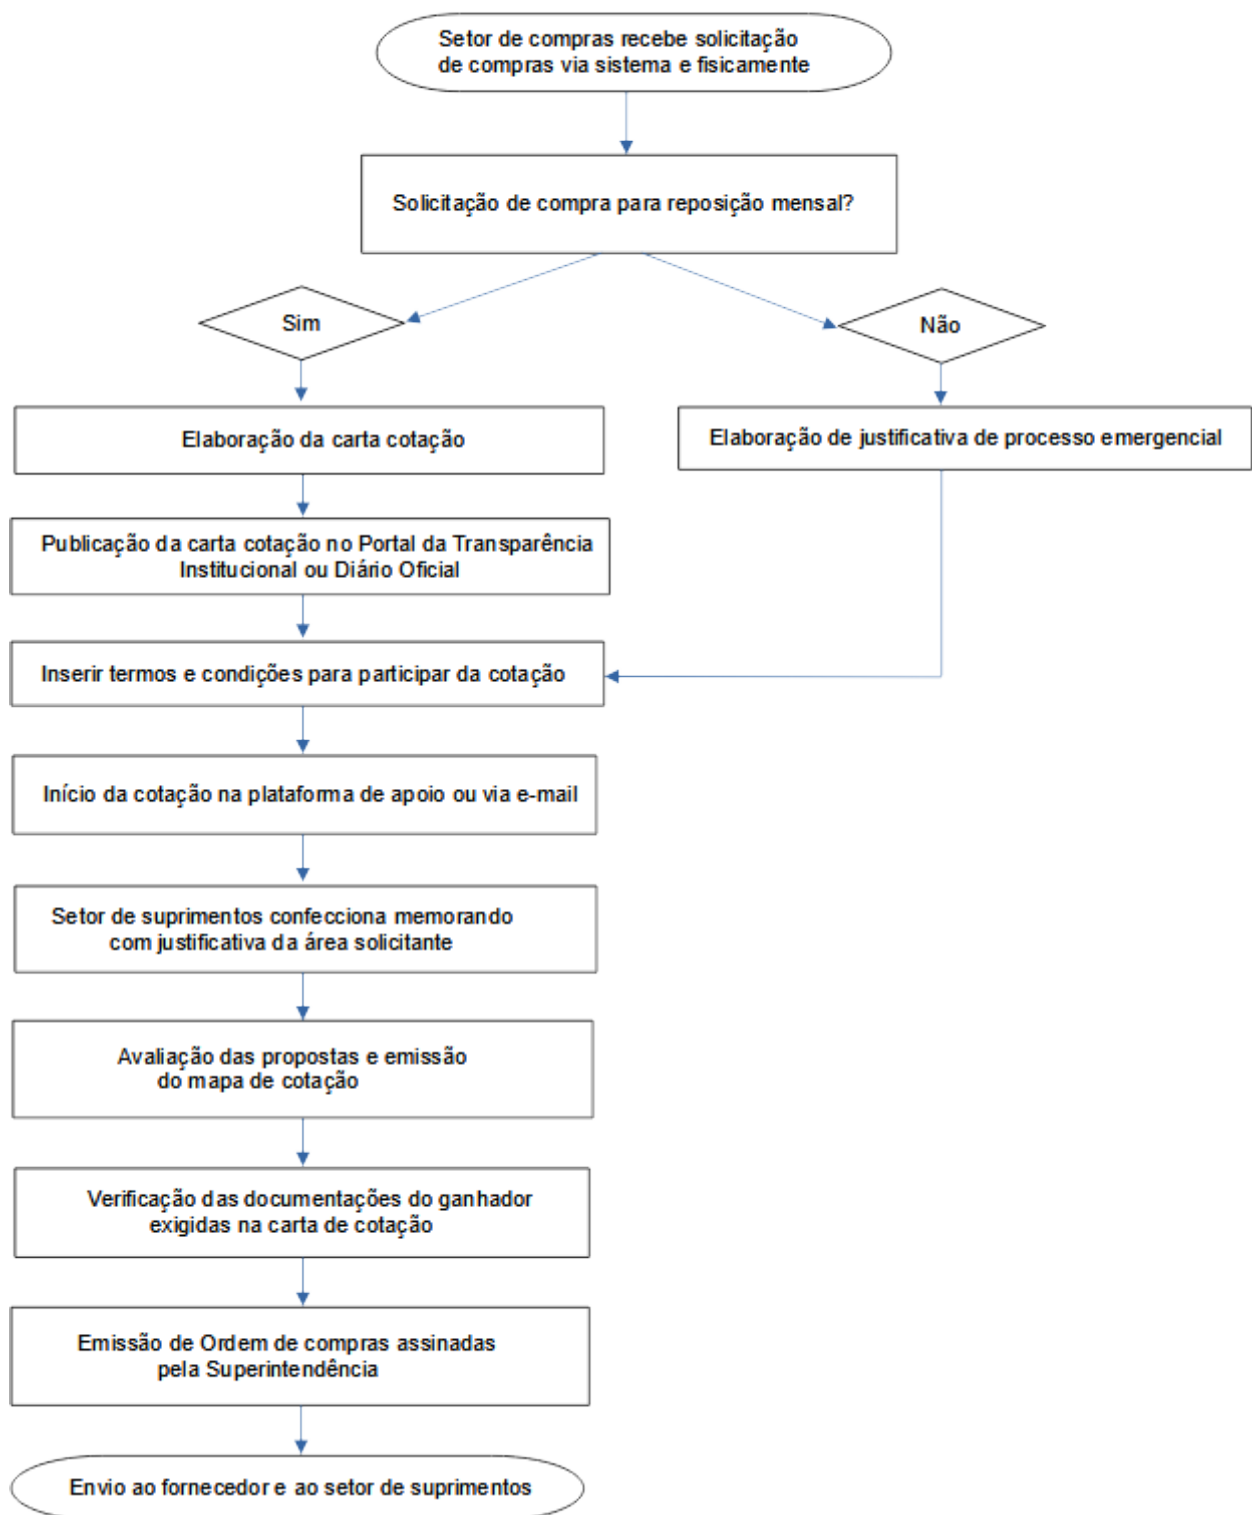 Setor de compras recebe solicitação
de compras via sistema e fisicamente
Solicitação de compra para reposição mensal?
Sim
Não
Elaboração da carta cotação
Elaboração de justificativa de processo emergencial
Publicação da carta cotação no Portal da Transparência
Institucional ou Diário Oficial
Inserir termos e condições para participar da cotação
Início da cotação na plataforma de apoio ou via e-mail
Setor de suprimentos confecciona memorando
com justificativa da área solicitante
Avaliação das propostas e emissão
do mapa de cotação
Verificação das documentações do ganhador
exigidas na carta de cotação
Emissão de Ordem de compras assinadas
pela Superintendência
Envio ao fornecedor e ao setor de suprimentos